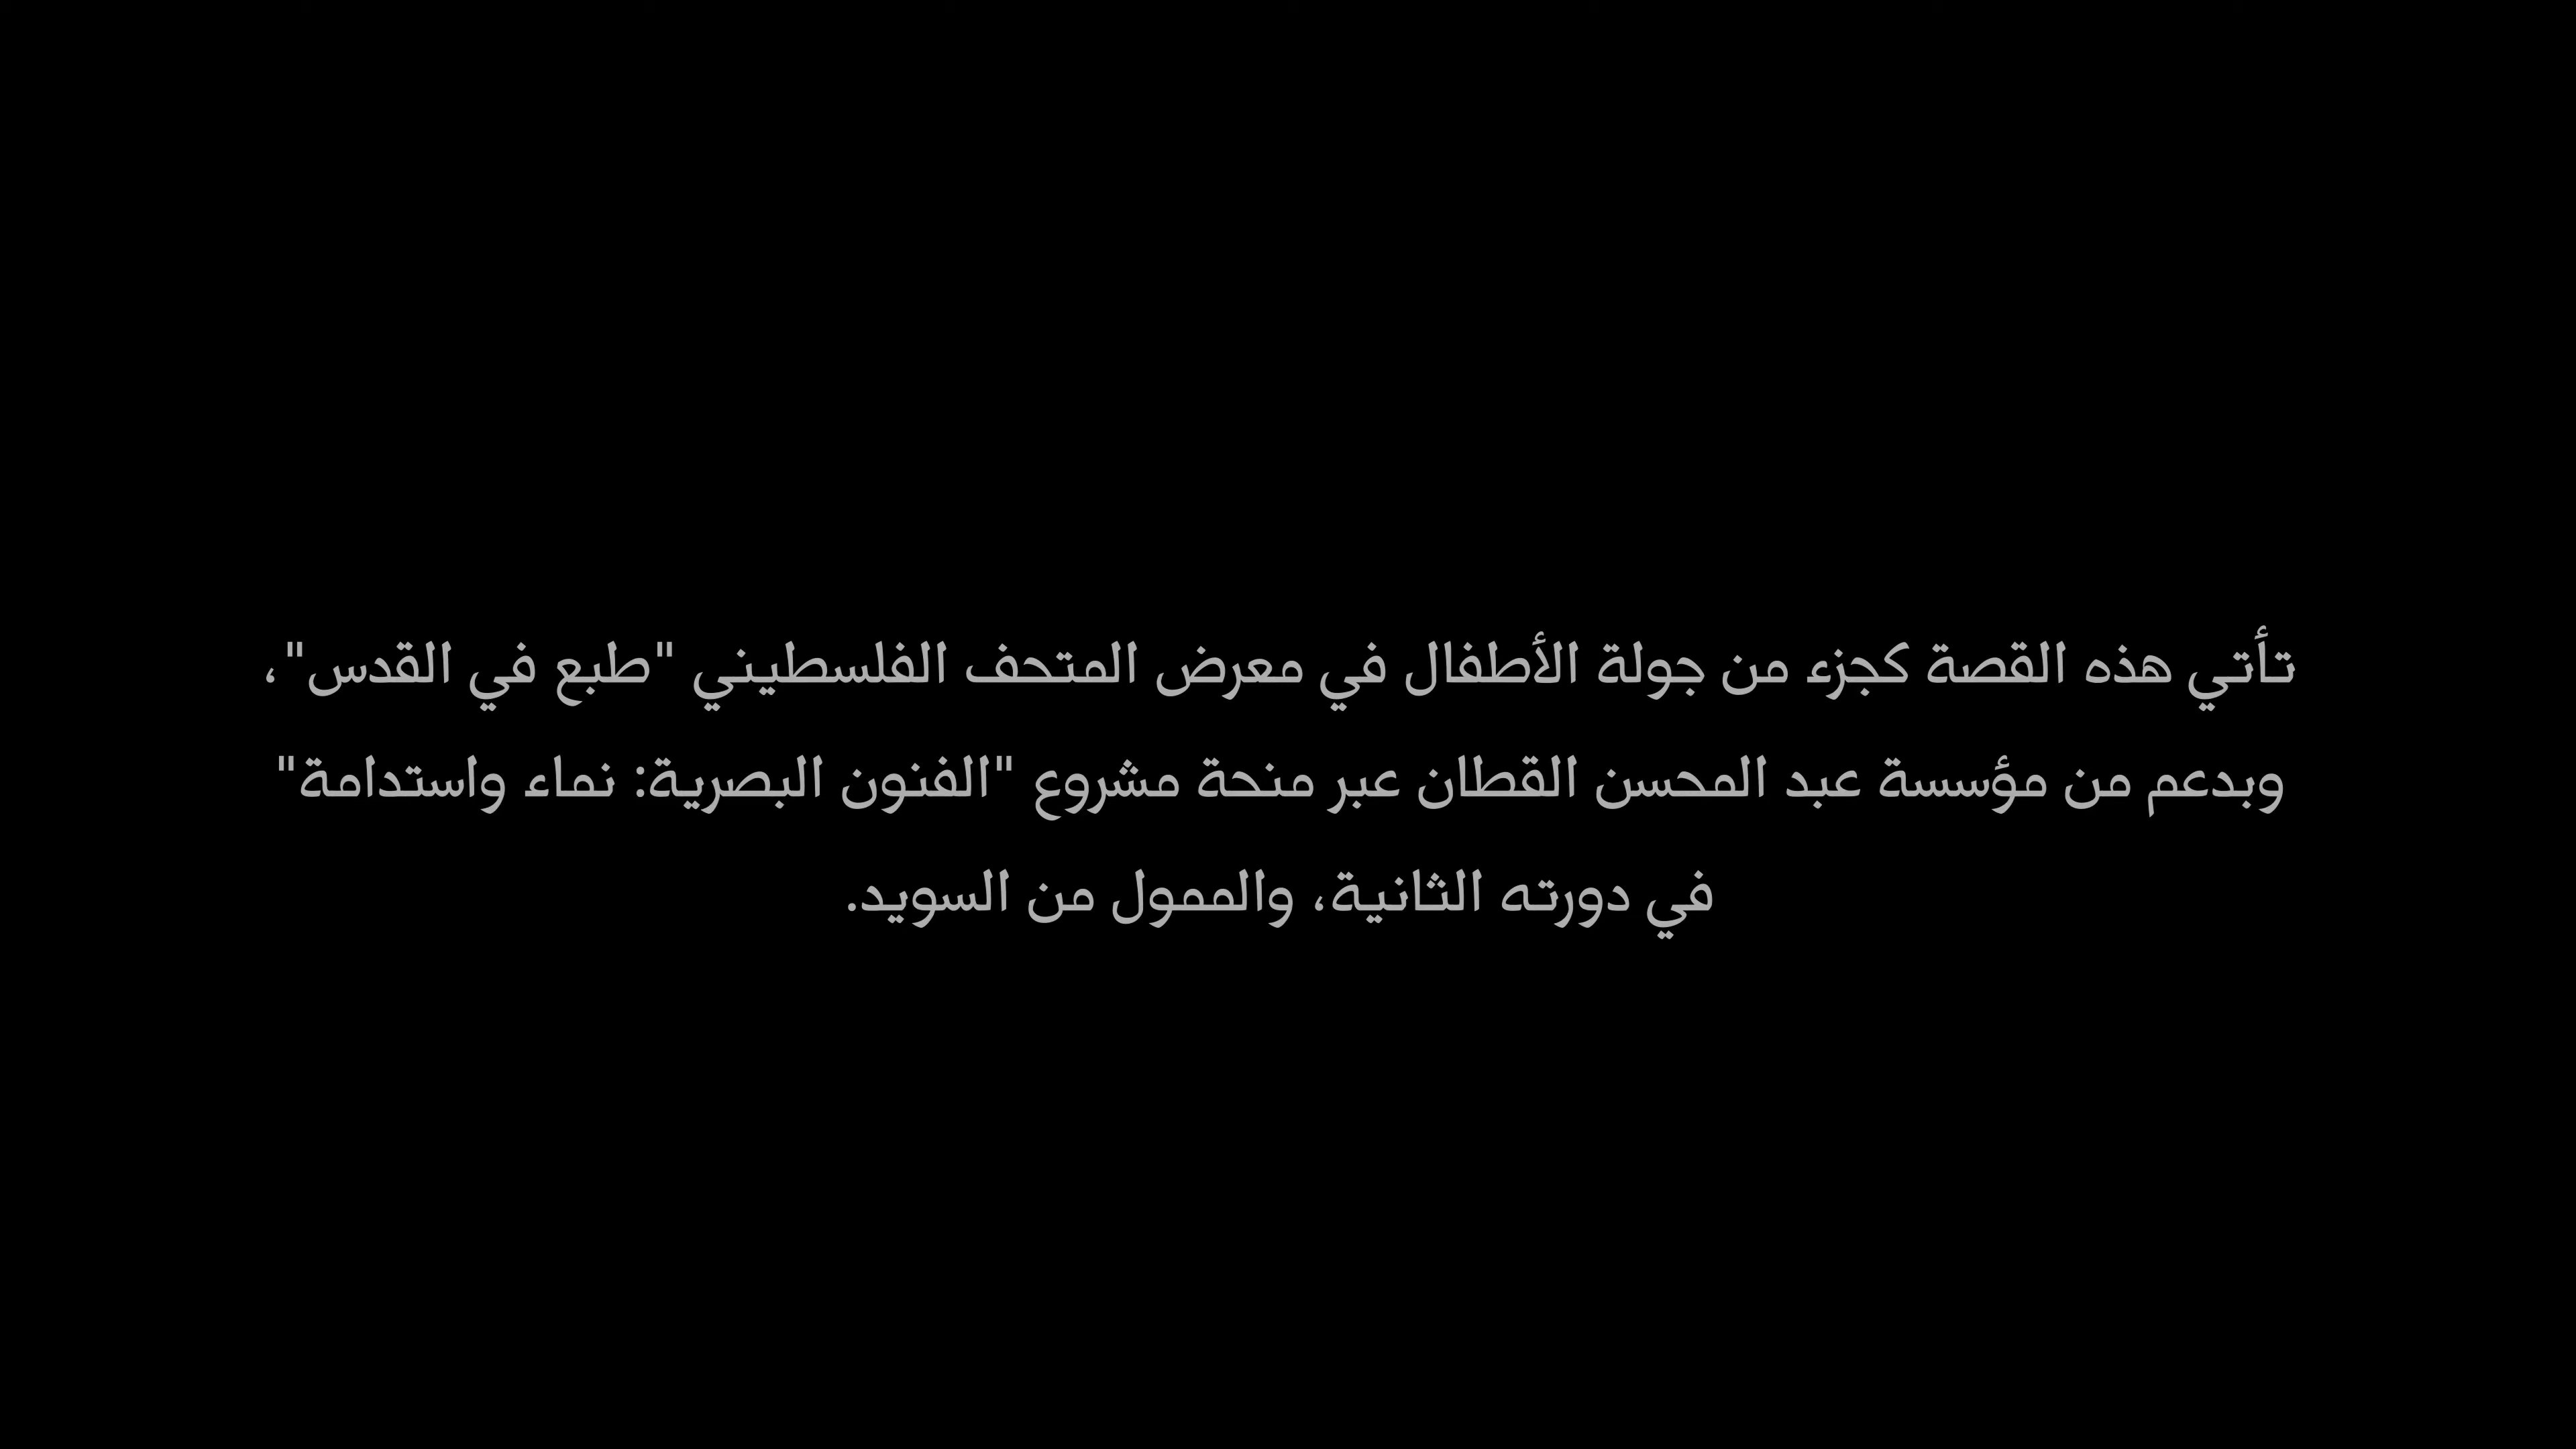 تأتي هذه القصة كجزء من جولة الأطفال في معرض المتحف الفلسطيني "طبع في القدس"،
وبدعم من مؤسسة عبد المحسن القطان عبر منحة مشروع "الفنون البصرية: نماء واستدامة"
في دورته الثانية، والممول من السويد.